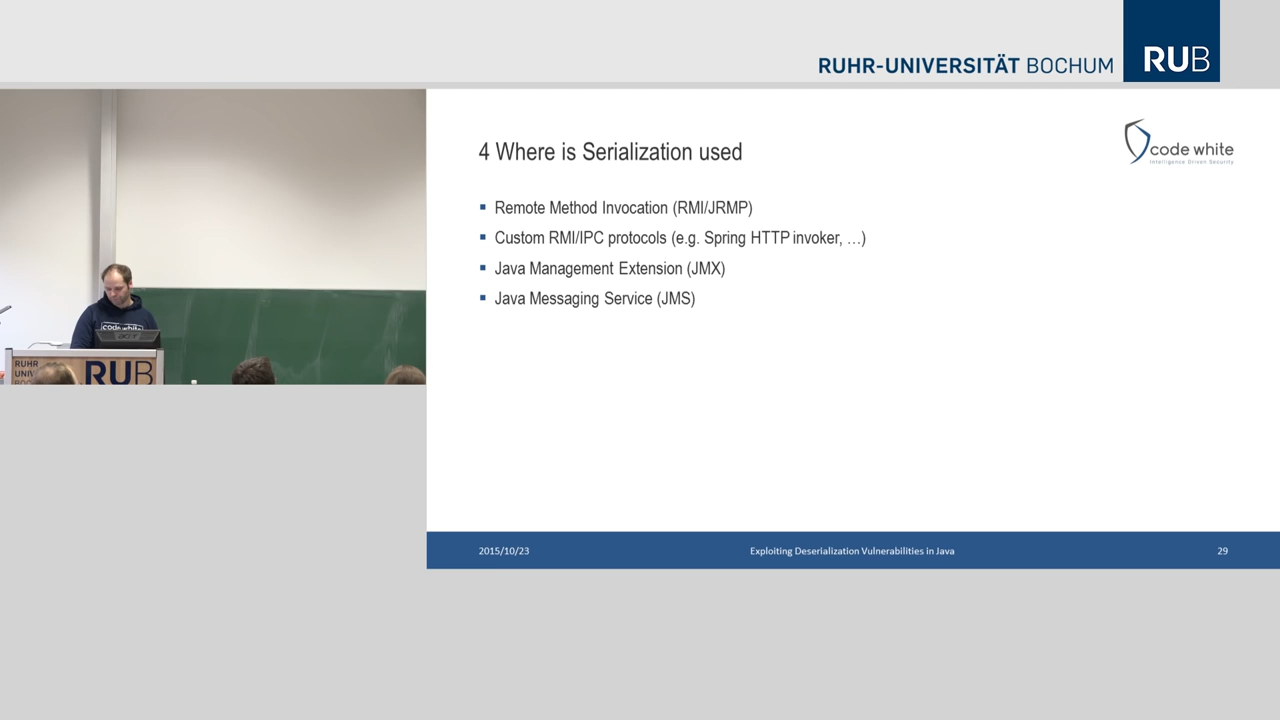 RUHR-UNIVERSITÄT BOCHUM
RUB
4 Where is Serialization used
code white
Intelligence Driven Security
▪ Remote Method Invocation (RMI/JRMP)
▪ Custom RMI/IPC protocols (e.g. Spring HTTP invoker, …)
▪ Java Management Extension (JMX)
▪ Java Messaging Service (JMS)
code white
acer
RUHR
UNI
RUB
2015/10/23
Exploiting Deserialization Vulnerabilities in Java
29